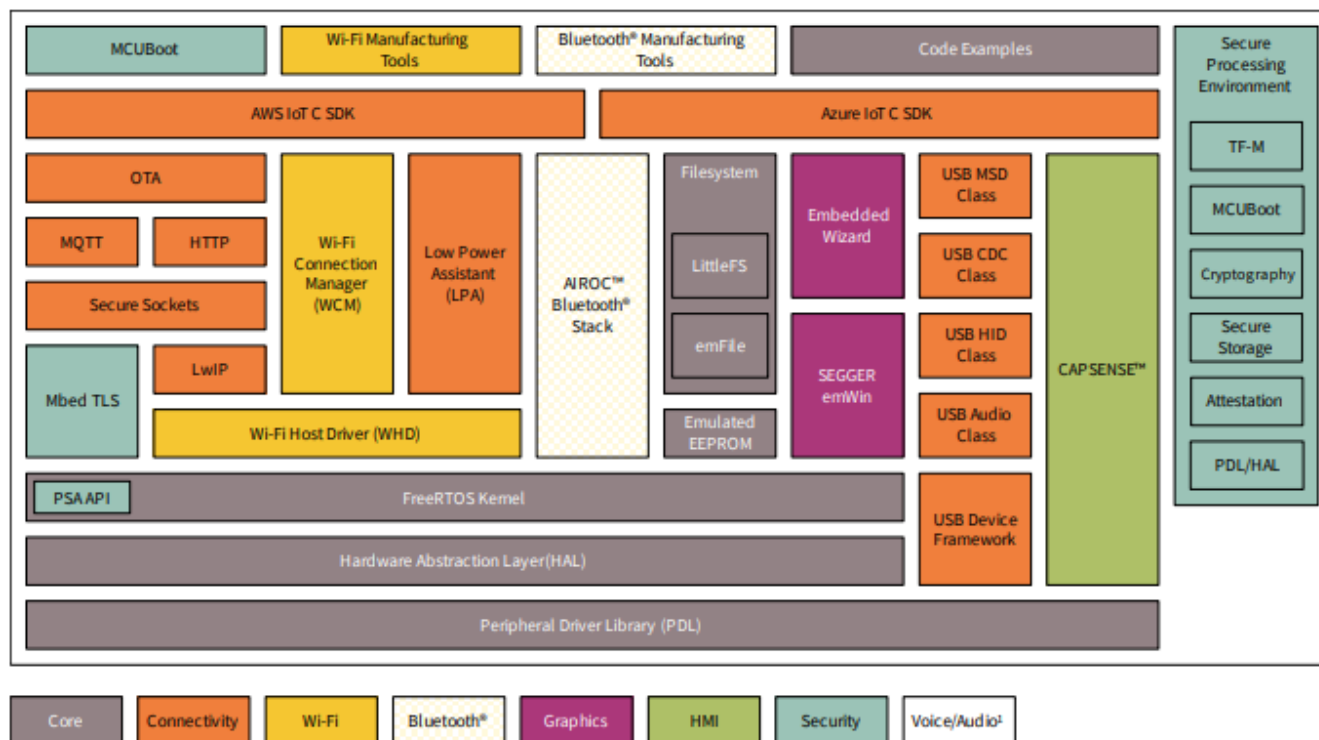 MCUBoot
Wi-Fi Manufacturing
Tools
Bluetooth® Manufacturing
Tools
Code Examples
Secure
Processing
Environment
AWS IoT C SDK
Azure IoT C SDK
TF-M
MCUBoot
Cryptography
Secure
Storage
Attestation
PDL/HAL
OTA
MQTT
HTTP
Secure Sockets
Mbed TLS
LwIP
Wi-Fi
Connection
Manager
(WCM)
Low Power
Assistant
(LPA)
Wi-Fi Host Driver (WHD)
AIROC™
Bluetooth®
Stack
Filesystem
LittleFS
emFile
Emulated
EEPROM
Embedded
Wizard
SEGGER
emWin
USB MSD
Class
USB CDC
Class
USB HID
Class
USB Audio
Class
USB Device
Framework
CAPSENSE™
PSA API
FreeRTOS Kernel
Hardware Abstraction Layer(HAL)
Peripheral Driver Library (PDL)
Core
Connectivity
Wi-Fi
Bluetooth®
Graphics
HMI
Security
Voice/Audio¹